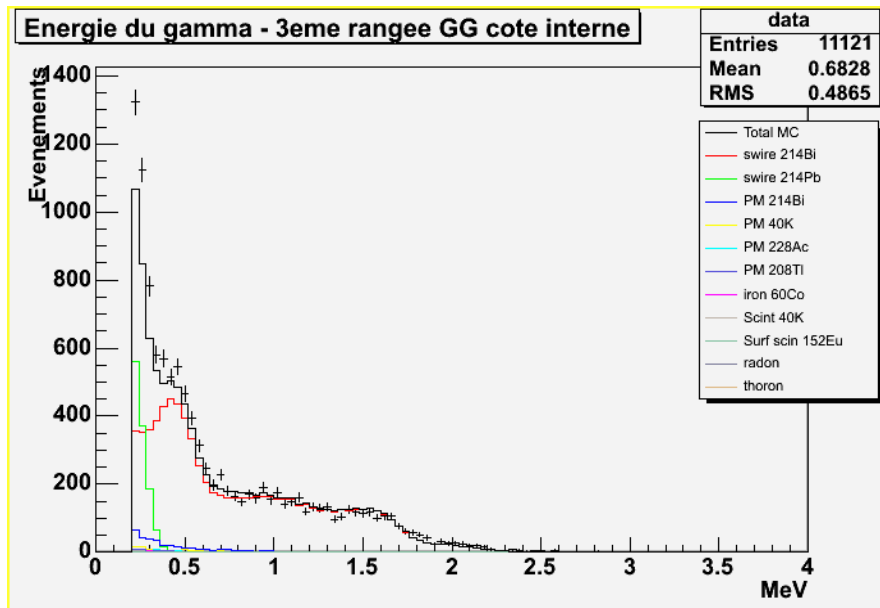 Energie du gamma - 3eme rangee GG cote interne
data
Entries 11121
Mean 0.6828
RMS 0.4865
Evenements
1400
1200
1000
800
600
400
200
0
Total MC
swire 214Bi
swire 214Pb
PM 214Bi
PM 40K
PM 228Ac
PM 208Tl
iron 60Co
Scint 40K
Surf scin 152Eu
radon
thoron
0 0.5 1 1.5 2 2.5 3 3.5 4
MeV